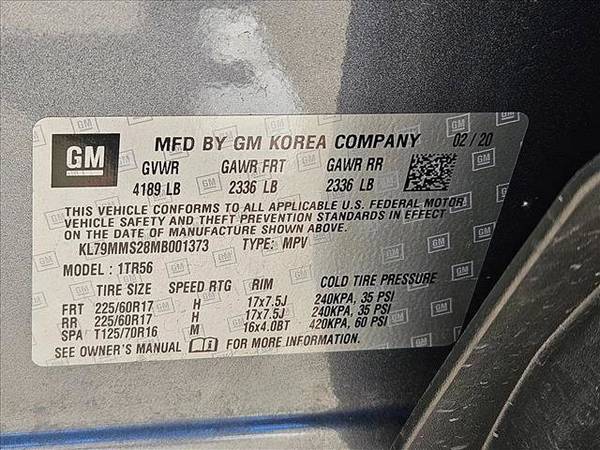 GM MFD BY GM KOREA COMPANY 02/20
GVWR GAWR FRT GAWR RR
4189 LB 2336 LB 2336 LB
THIS VEHICLE CONFORMS TO ALL APPLICABLE U.S. FEDERAL MOTOR
VEHICLE SAFETY AND THEFT PREVENTION STANDARDS IN EFFECT
ON THE DATE OF MANUFACTURE SHOWN ABOVE.
KL79MMS28MB001373 TYPE: MPV
MODEL: 1TR56
TIRE SIZE SPEED RTG RIM COLD TIRE PRESSURE
FRT 225/60R17 H 17x7.5J 240KPA, 35 PSI
RR 225/60R17 H 17x7.5J 240KPA, 35 PSI
SPA T125/70R16 M 16x4.0BT 420KPA, 60 PSI
SEE OWNER'S MANUAL FOR MORE INFORMATION